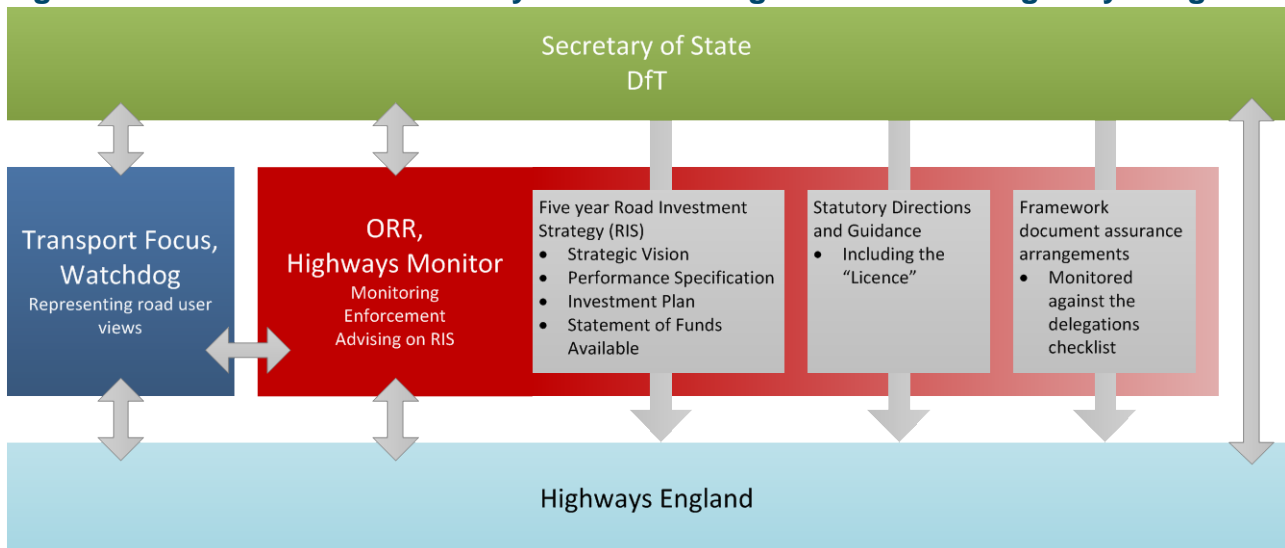 Secretary of State
DfT
Transport Focus,
Watchdog
Representing road user
views
ORR,
Highways Monitor
Monitoring
Enforcement
Advising on RIS
Five year Road Investment
Strategy (RIS)
• Strategic Vision
• Performance Specification
• Investment Plan
• Statement of Funds
Available
Statutory Directions
and Guidance
• Including the
“Licence”
Framework
document assurance
arrangements
• Monitored
against the
delegations
checklist
Highways England